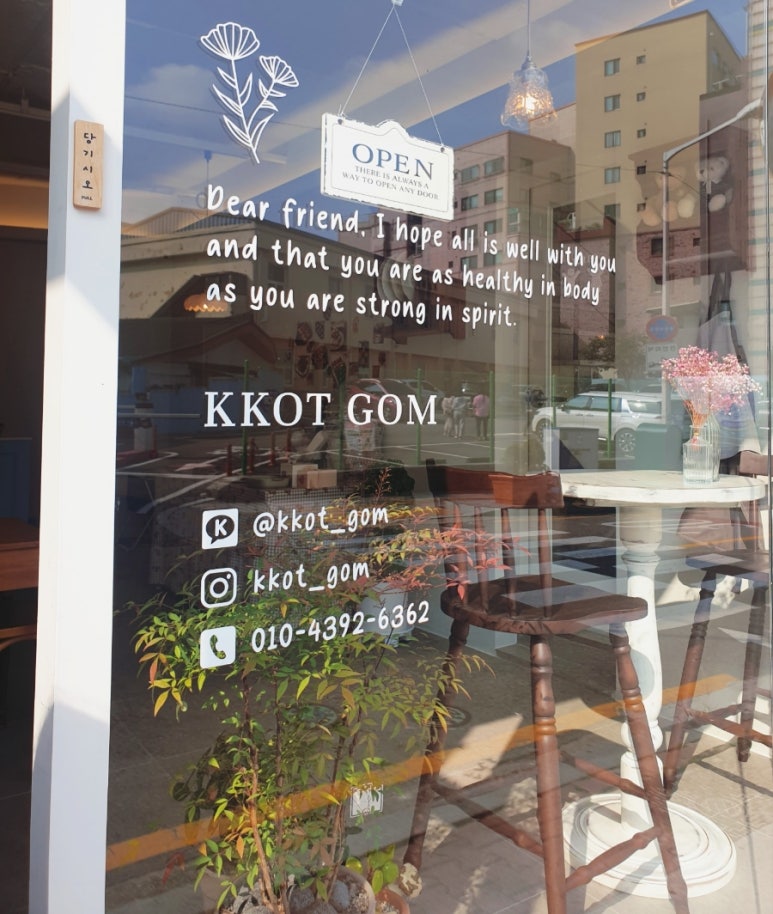 당기시오
OPEN
THERE IS ALWAYS A
WAY TO OPEN ANY DOOR
Dear friend, I hope all is well with you
and that you are as healthy in body
as you are strong in spirit.
KKOT GOM
K @kkot_gom
kkot_gom
010-4392-6362